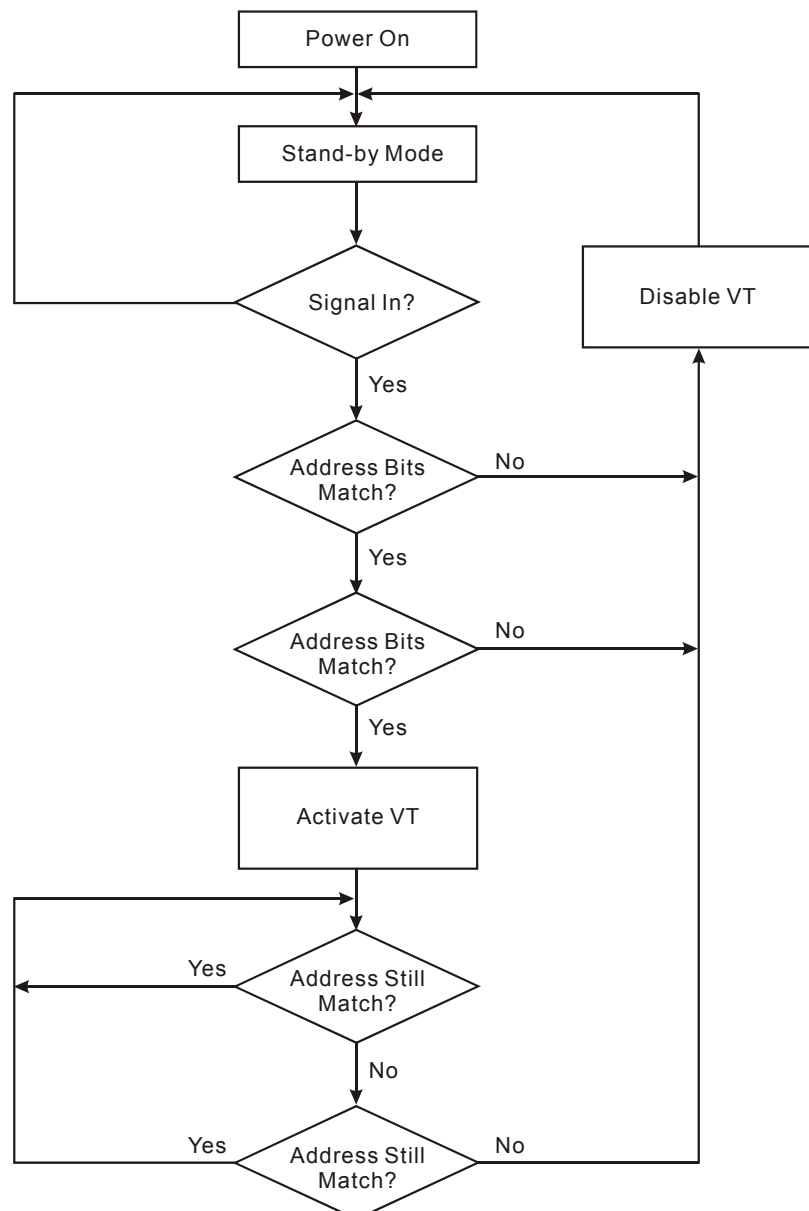 Power On
Stand-by Mode
Signal In?
Disable VT
Yes
Address Bits
Match?
No
Yes
Address Bits
Match?
No
Yes
Activate VT
Yes
Address Still
Match?
No
Yes
Address Still
Match?
No